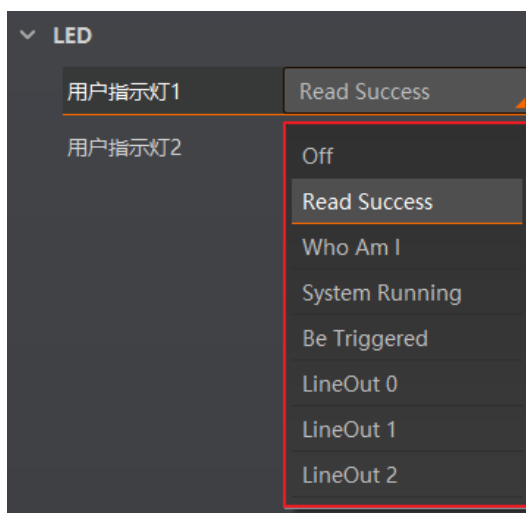 LED
用户指示灯1 Read Success
用户指示灯2
Off
Read Success
Who Am I
System Running
Be Triggered
LineOut 0
LineOut 1
LineOut 2